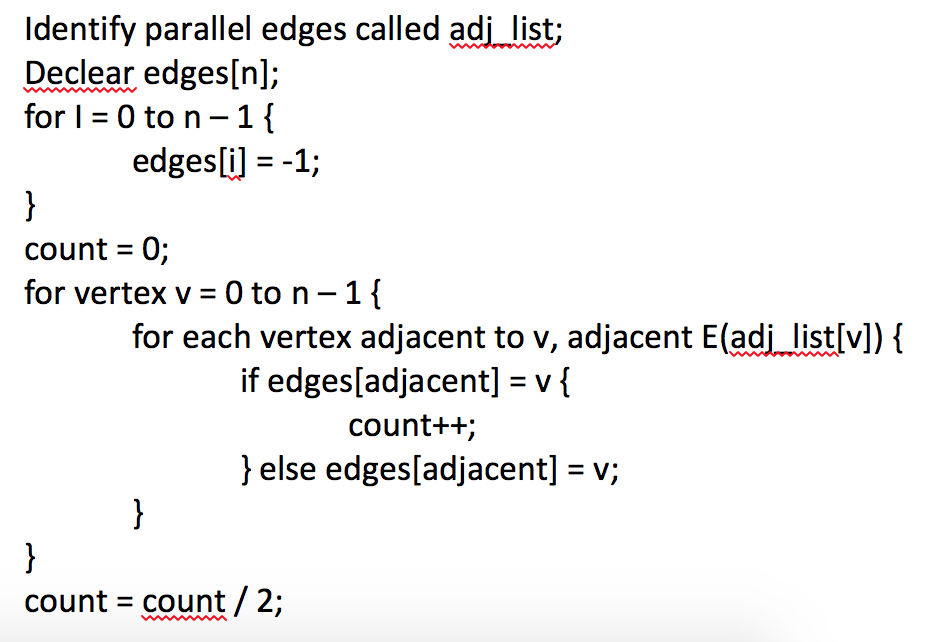 Identify parallel edges called adj_list;
Declear edges[n];
for I = 0 to n – 1 {
edges[i] = -1;
}
count = 0;
for vertex v = 0 to n – 1 {
for each vertex adjacent to v, adjacent E(adj_list[v]) {
if edges[adjacent] = v {
count++;
} else edges[adjacent] = v;
}
}
count = count / 2;